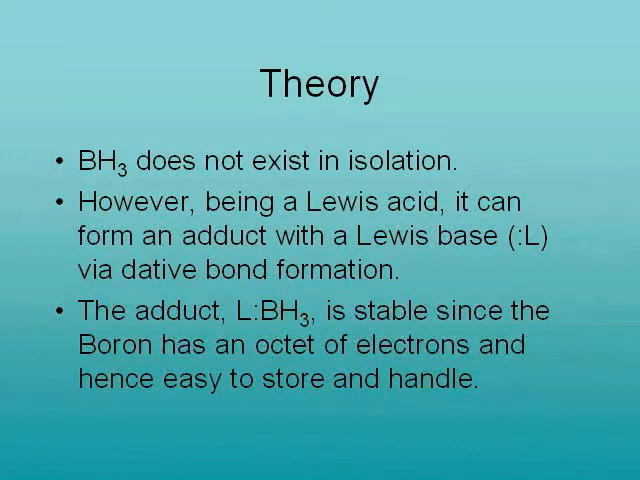 Theory
• BH₃ does not exist in isolation.
• However, being a Lewis acid, it can
form an adduct with a Lewis base (:L)
via dative bond formation.
• The adduct, L:BH₃, is stable since the
Boron has an octet of electrons and
hence easy to store and handle.